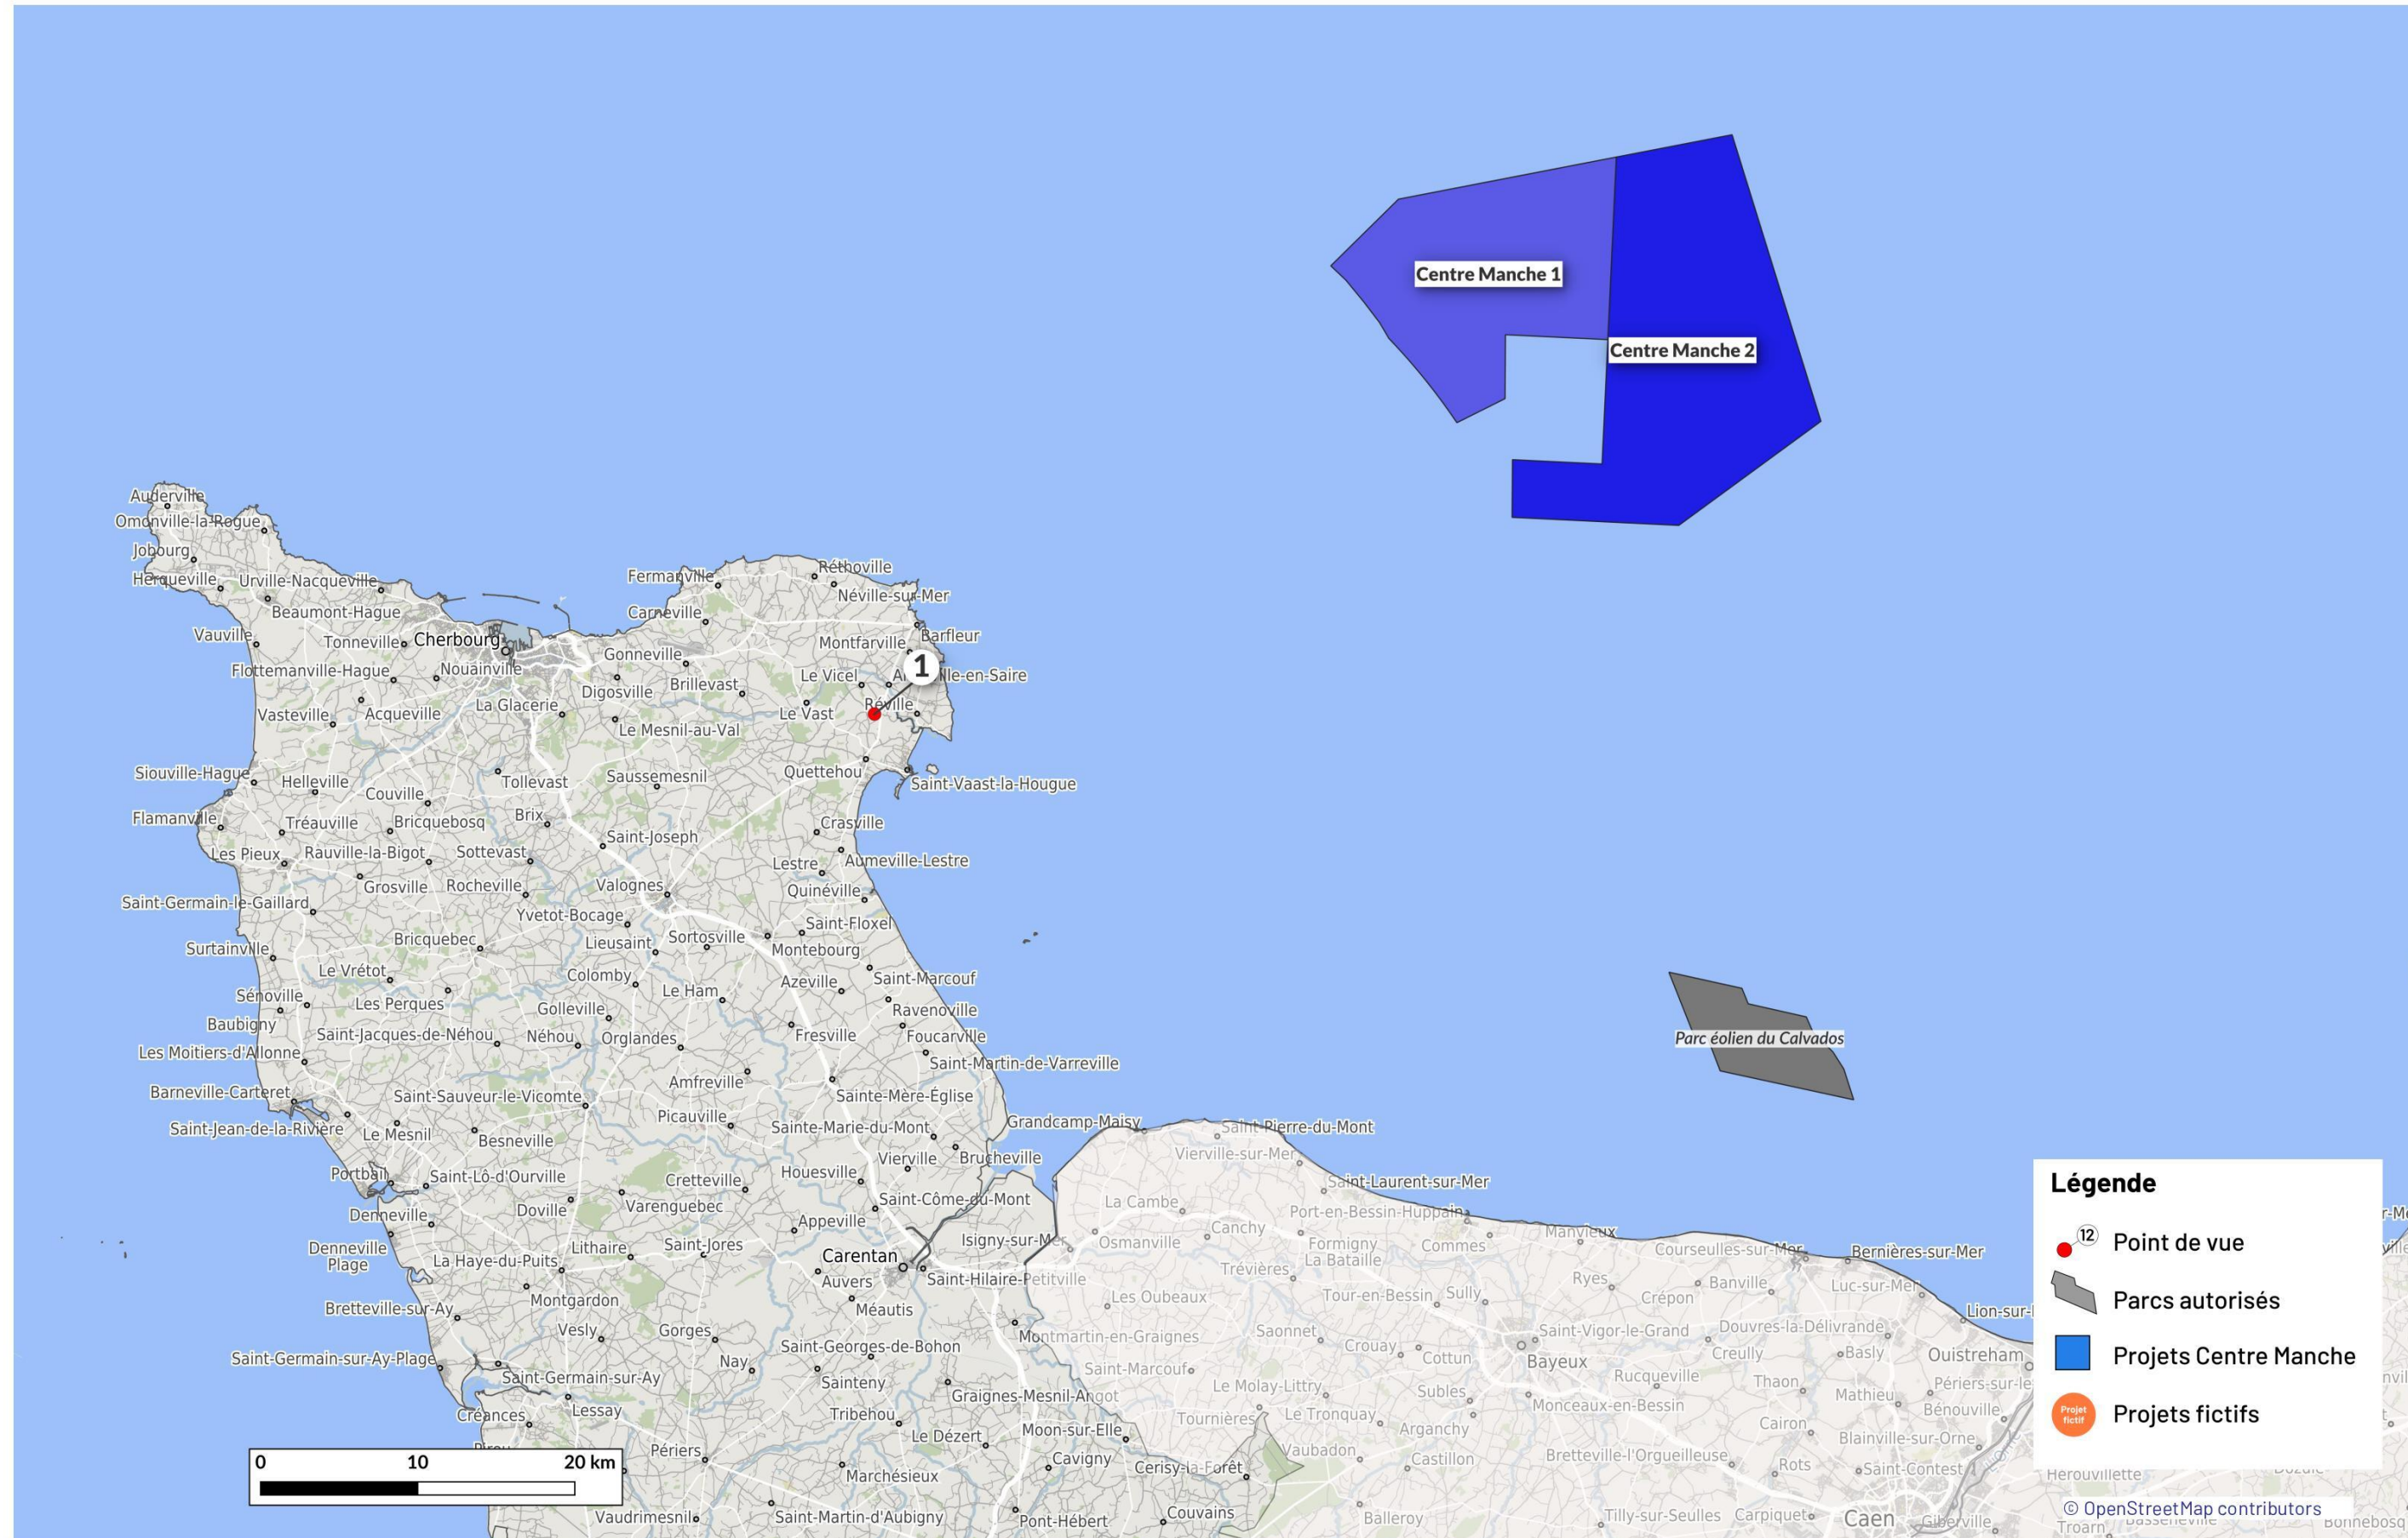 Centre Manche 1
Centre Manche 2
Auderville
Omonville-la-Rogue
Jobourg
Herqueville
Urville-Nacqueville
Beaumont-Hague
Fermanville
Réthoville
Néville-sur-Mer
Carneville
Vauville
Tonneville
Cherbourg
Gonneville
Montfarville
Barfleur
1
Flottemanville-Hague
Nouainville
Digosville
Brillevast
Le Vicel
lle-en-Saire
Vasteville
Acqueville
La Glacerie
Le Vast
Réville
Le Mesnil-au-Val
Siouville-Hague
Helleville
Couville
Tollevast
Saussemesnil
Quettehou
Saint-Vaast-la-Hougue
Flamanville
Tréauville
Bricquebosq
Brix
Saint-Joseph
Crasville
Les Pieux
Rauville-la-Bigot
Sottevast
Lestre
Aumeville-Lestre
Grosville
Rocheville
Valognes
Quinéville
Saint-Germain-le-Gaillard
Yvetot-Bocage
Saint-Floxel
Surtainville
Bricquebec
Lieusaint
Sortosville
Montebourg
Le Vrétot
Colomby
Le Ham
Azeville
Saint-Marcouf
Sénoville
Les Perques
Golleville
Ravenoville
Baubigny
Saint-Jacques-de-Néhou
Néhou
Orglandes
Fresville
Foucarville
Parc éolien du Calvados
Les Moitiers-d'Allonne
Saint-Martin-de-Varreville
Amfreville
Barneville-Carteret
Saint-Sauveur-le-Vicomte
Sainte-Mère-Église
Saint-Jean-de-la-Rivière
Le Mesnil
Besneville
Picauville
Sainte-Marie-du-Mont
Grandcamp-Maisy
Saint-Pierre-du-Mont
Vierville
Brucheville
Vierville-sur-Mer
Portbail
Saint-Lô-d'Ourville
Cretteville
Houesville
Saint-Laurent-sur-Mer
Denneville
Doville
Varenguebec
Saint-Côme-du-Mont
La Cambe
Port-en-Bessin-Huppain
Appeville
Canchy
Manvieux
Denneville
Plage
La Haye-du-Puits
Lithaire
Saint-Jores
Carentan
Isigny-sur-Mer
Osmanville
Formigny
La Bataille
Commes
Courseulles-sur-Mer
Bernières-sur-Mer
Auvers
Saint-Hilaire-Petitville
Trévières
Ryes
Banville
Luc-sur-Mer
Bretteville-sur-Ay
Montgardon
Méautis
Les Oubeaux
Tour-en-Bessin
Sully
Crépon
Lion-sur-
Vesly
Gorges
Saint-Georges-de-Bohon
Montmartin-en-Graignes
Saonnet
Saint-Vigor-le-Grand
Douvres-la-Délivrande
Saint-Germain-sur-Ay-Plage
Nay
Crouay
Cottun
Bayeux
Creully
Basly
Ouistreham
Saint-Germain-sur-Ay
Sainteny
Saint-Marcouf
Graignes-Mesnil-Angot
Le Molay-Littry
Subles
Rucqueville
Thaon
Mathieu
Périers-sur-le
Créances
Lessay
Tribehou
Tournières
Le Tronquay
Monceaux-en-Bessin
Bénouville
Cairon
Le Dézert
Moon-sur-Elle
Arganchy
Blainville-sur-Orne
Pirou
Périers
Cavigny
Vaubadon
Bretteville-l'Orgueilleuse
Marchésieux
Cerisy-la-Forêt
Castillon
Rots
Saint-Contest
Hérouvillette
Vaudrimesnil
Saint-Martin-d'Aubigny
Pont-Hébert
Couvains
Balleroy
Tilly-sur-Seulles
Carpiquet
Caen
Giberville
Troarn
0 10 20 km
Légende
12
Point de vue
Parcs autorisés
Projets Centre Manche
Projet
fictif
Projets fictifs
© OpenStreetMap contributors